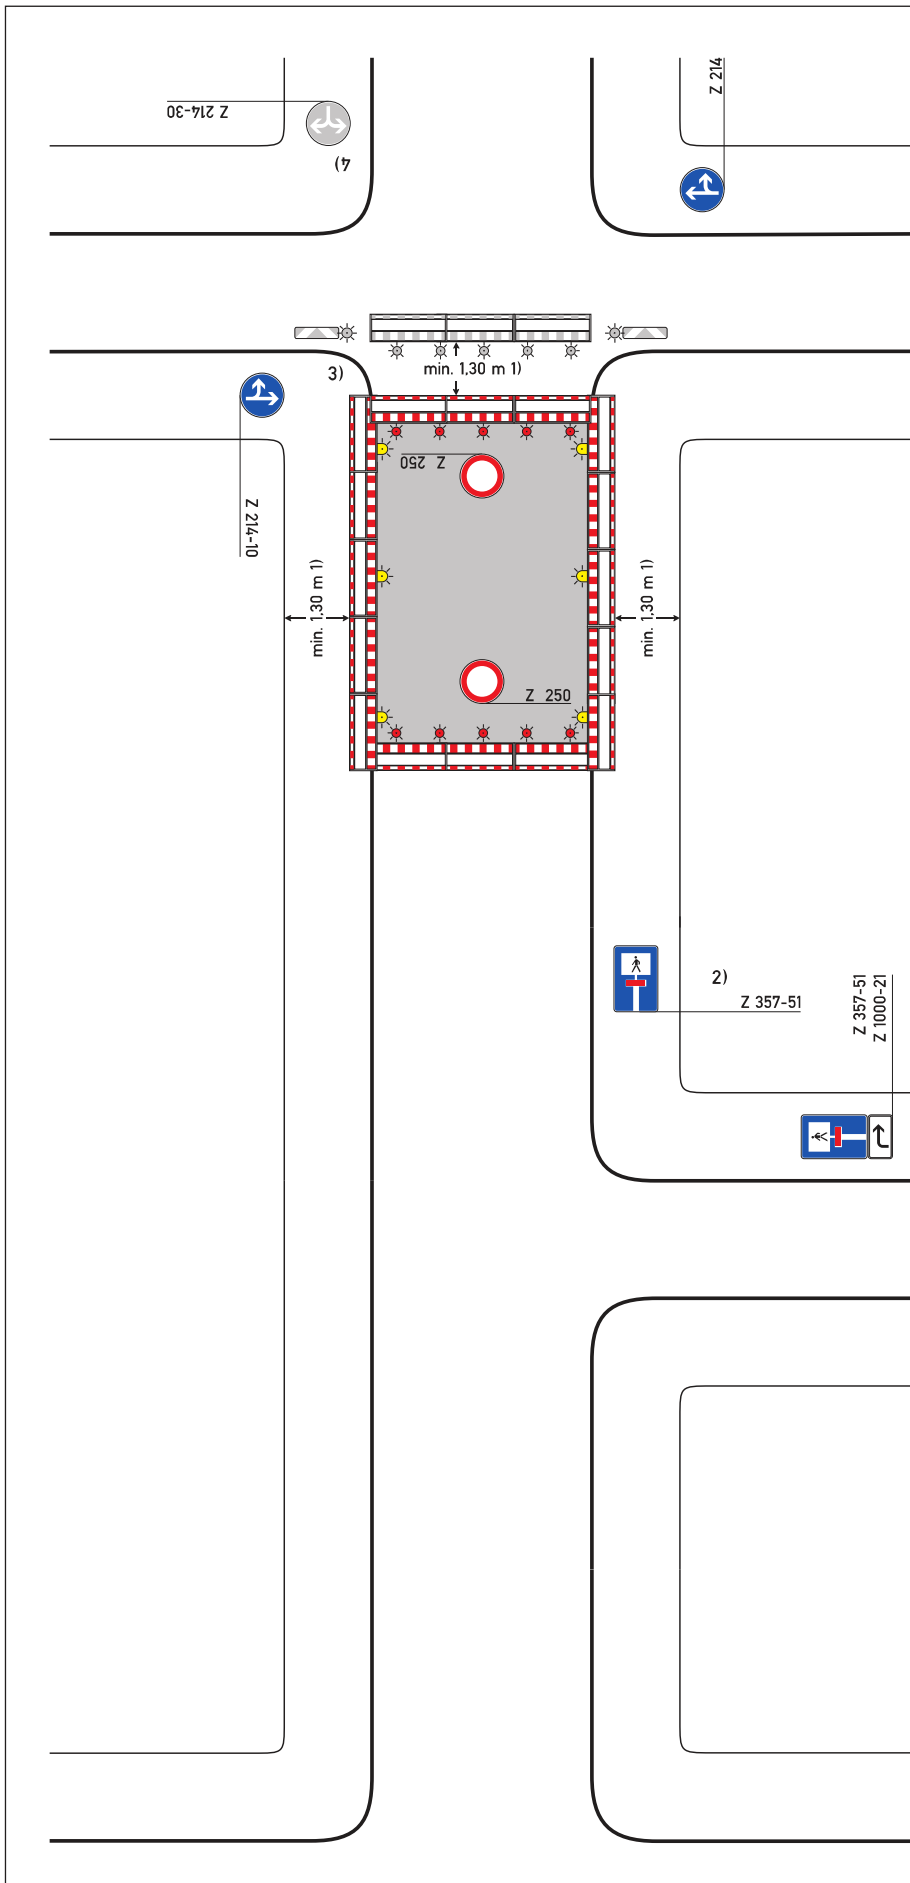 Z 214
Z 214-30
4)
3)
min. 1,30 m 1)
Z 250
Z 214-10
min. 1,30 m 1)
min. 1,30 m 1)
Z 250
2)
Z 357-51
Z 357-51
Z 1000-21